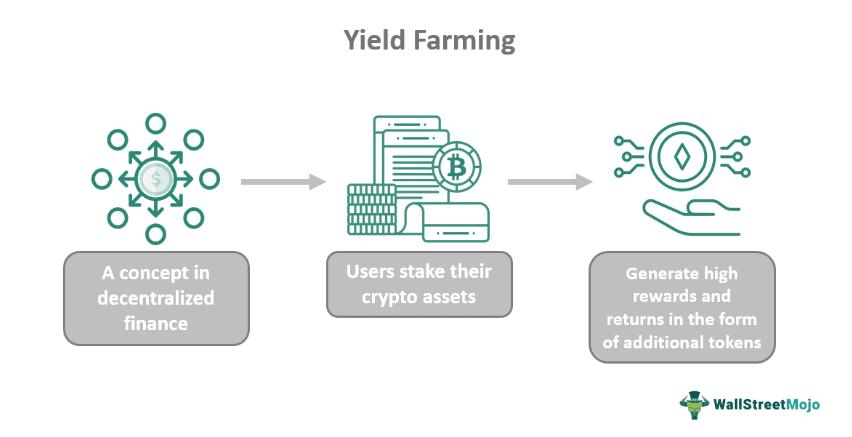 Yield Farming
A concept in
decentralized
finance
Users stake their
crypto assets
Generate high
rewards and
returns in the form
of additional tokens
WallStreetMojo